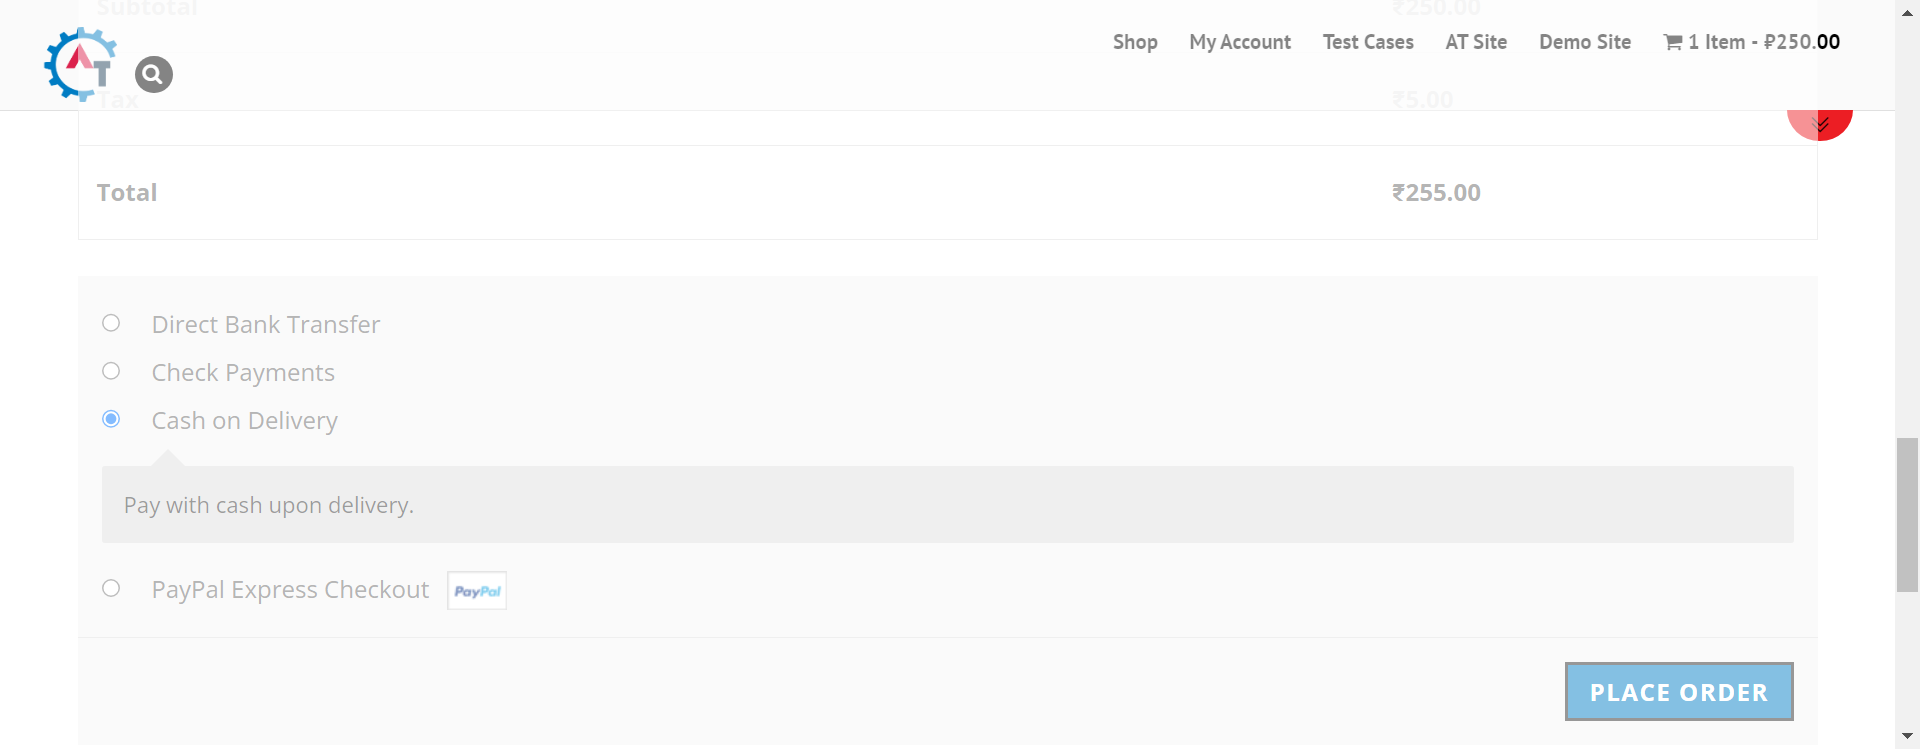 Subtotal ₹250.00
Shop My Account Test Cases AT Site Demo Site 1 Item - ₽250.00
AT
Tax ₹5.00
Total ₹255.00
Direct Bank Transfer
Check Payments
Cash on Delivery
Pay with cash upon delivery.
PayPal Express Checkout PayPal
PLACE ORDER